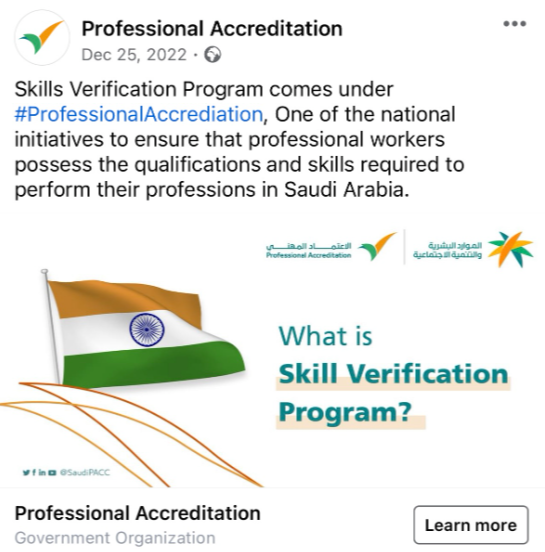 Professional Accreditation
Dec 25, 2022 ·
Skills Verification Program comes under
#ProfessionalAccrediation, One of the national
initiatives to ensure that professional workers
possess the qualifications and skills required to
perform their professions in Saudi Arabia.
الاعتمـــاد المهنـــي
Professional Accreditation
الموارد البشرية
والتنمية الاجتماعية
What is
Skill Verification
Program?
@SaudiPACC
Professional Accreditation
Government Organization
Learn more